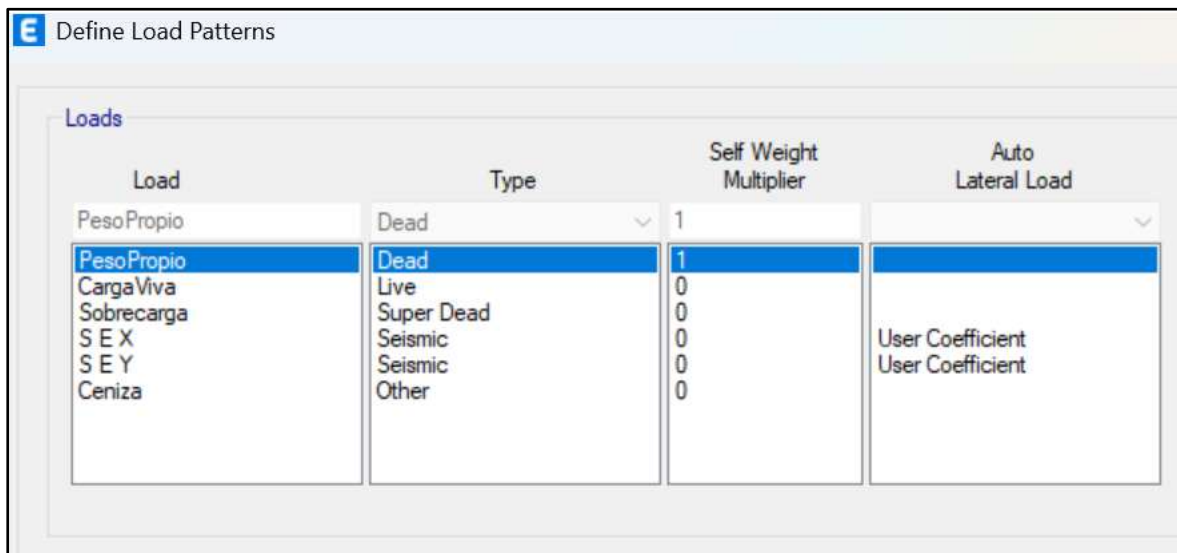 E Define Load Patterns
Loads
Load Type Self Weight Multiplier Auto Lateral Load
PesoPropio Dead 1
PesoPropio Dead 1
CargaViva Live 0
Sobrecarga Super Dead 0
S E X Seismic 0 User Coefficient
S E Y Seismic 0 User Coefficient
Ceniza Other 0